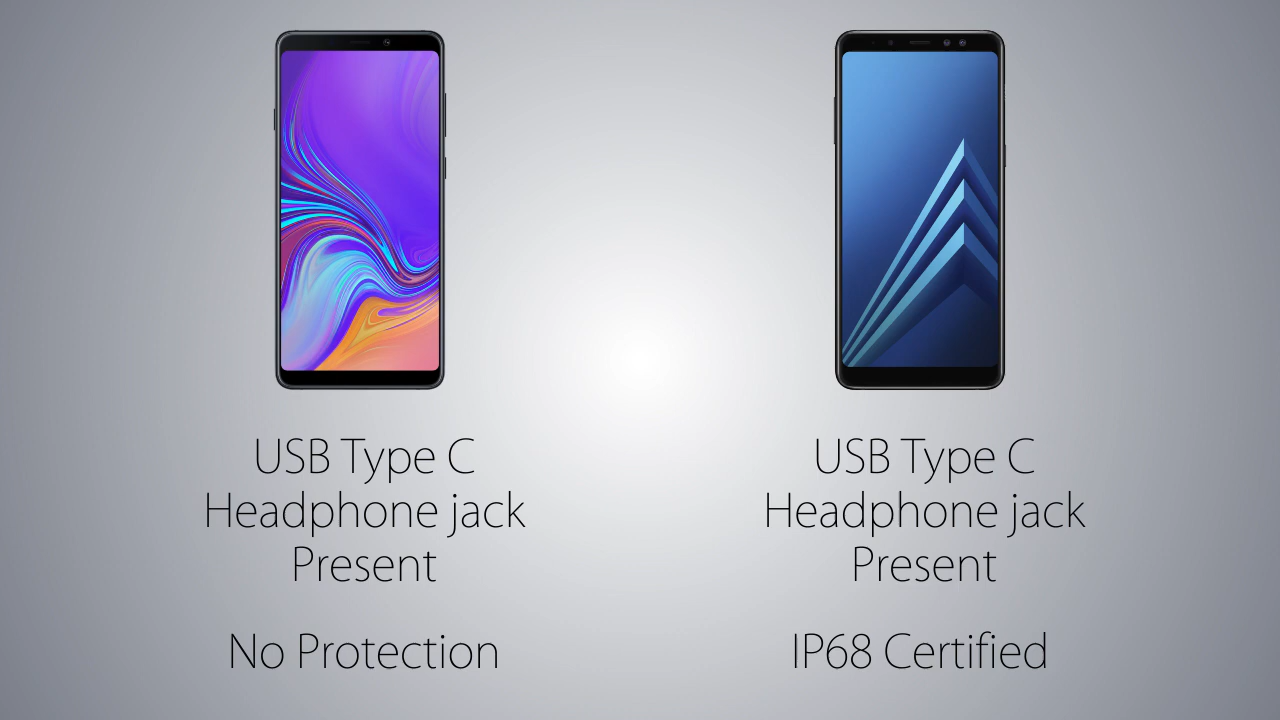 USB Type C
Headphone jack
Present
No Protection
USB Type C
Headphone jack
Present
IP68 Certified